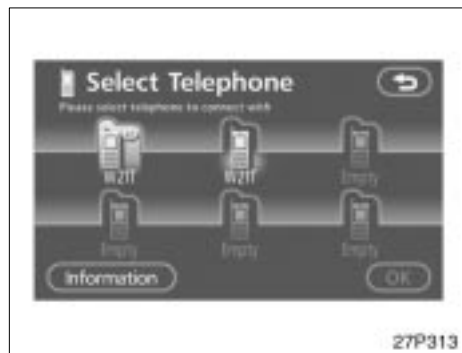 Select Telephone
Please select telephone to connect with
W21T W21T Empty
Empty Empty Empty
Information OK
27P313